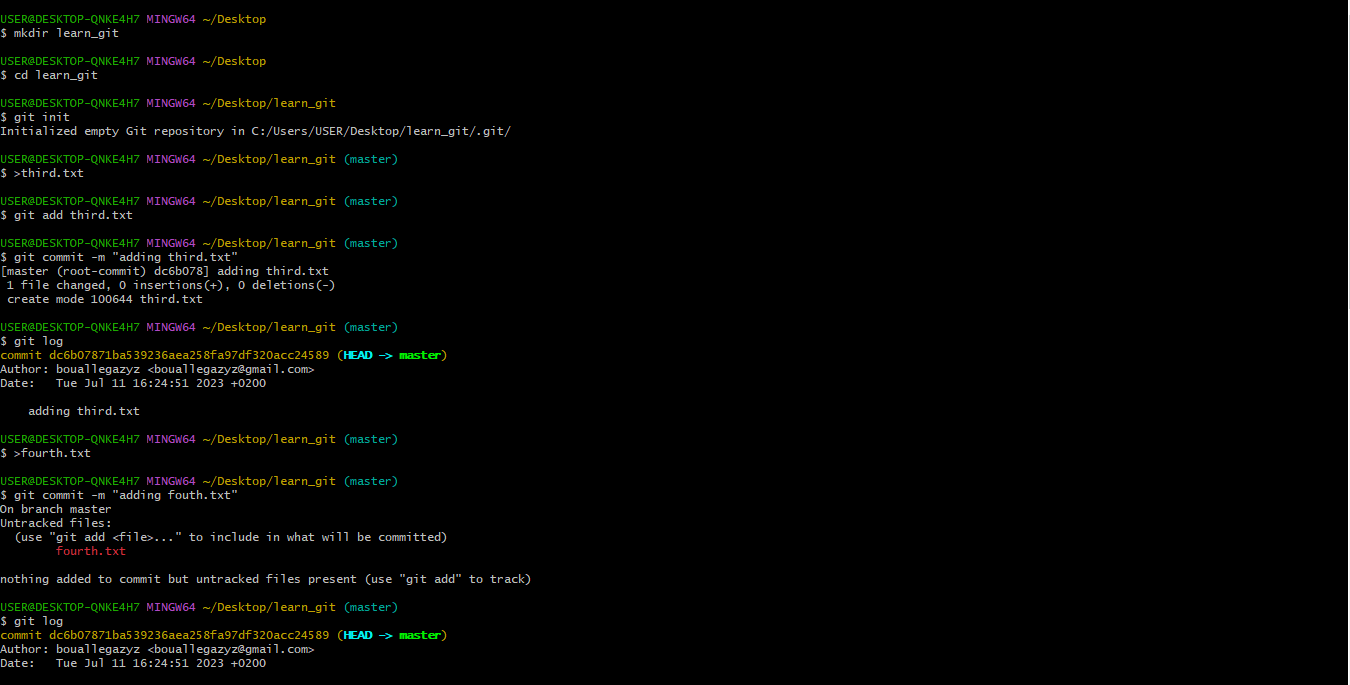 USER@DESKTOP-QNKE4H7 MINGW64 ~/Desktop
$ mkdir learn_git
USER@DESKTOP-QNKE4H7 MINGW64 ~/Desktop
$ cd learn_git
USER@DESKTOP-QNKE4H7 MINGW64 ~/Desktop/learn_git
$ git init
Initialized empty Git repository in C:/Users/USER/Desktop/learn_git/.git/
USER@DESKTOP-QNKE4H7 MINGW64 ~/Desktop/learn_git (master)
$ >third.txt
USER@DESKTOP-QNKE4H7 MINGW64 ~/Desktop/learn_git (master)
$ git add third.txt
USER@DESKTOP-QNKE4H7 MINGW64 ~/Desktop/learn_git (master)
$ git commit -m "adding third.txt"
[master (root-commit) dc6b078] adding third.txt
 1 file changed, 0 insertions(+), 0 deletions(-)
 create mode 100644 third.txt
USER@DESKTOP-QNKE4H7 MINGW64 ~/Desktop/learn_git (master)
$ git log
commit dc6b07871ba539236aea258fa97df320acc24589 (HEAD -> master)
Author: bouallegazyz <bouallegazyz@gmail.com>
Date:   Tue Jul 11 16:24:51 2023 +0200
    adding third.txt
USER@DESKTOP-QNKE4H7 MINGW64 ~/Desktop/learn_git (master)
$ >fourth.txt
USER@DESKTOP-QNKE4H7 MINGW64 ~/Desktop/learn_git (master)
$ git commit -m "adding fouth.txt"
On branch master
Untracked files:
  (use "git add <file>..." to include in what will be committed)
        fourth.txt
nothing added to commit but untracked files present (use "git add" to track)
USER@DESKTOP-QNKE4H7 MINGW64 ~/Desktop/learn_git (master)
$ git log
commit dc6b07871ba539236aea258fa97df320acc24589 (HEAD -> master)
Author: bouallegazyz <bouallegazyz@gmail.com>
Date:   Tue Jul 11 16:24:51 2023 +0200